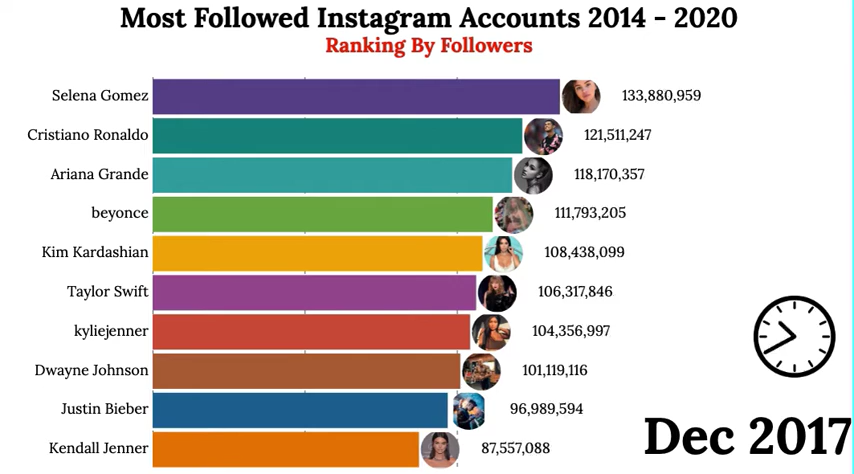 Most Followed Instagram Accounts 2014 - 2020
Ranking By Followers
Selena Gomez 133,880,959
Cristiano Ronaldo 121,511,247
Ariana Grande 118,170,357
beyonce 111,793,205
Kim Kardashian 108,438,099
Taylor Swift 106,317,846
kyliejenner 104,356,997
Dwayne Johnson 101,119,116
Justin Bieber 96,989,594
Kendall Jenner 87,557,088
Dec 2017